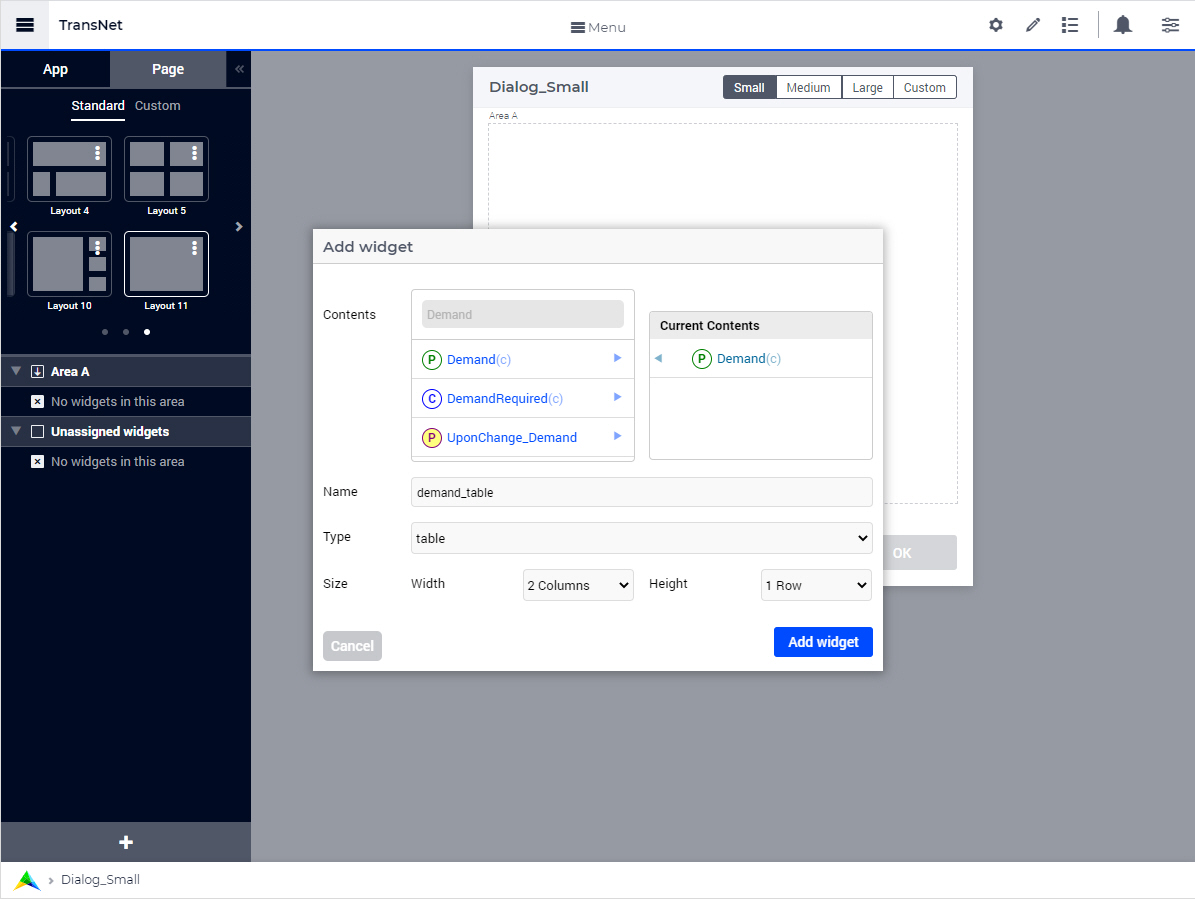 TransNet
Menu
App
Page
«
Standard
Custom
Layout 4
Layout 5
Layout 10
Layout 11
Area A
No widgets in this area
Unassigned widgets
No widgets in this area
+
Dialog_Small
Small
Medium
Large
Custom
Area A
OK
Add widget
Contents
Demand
P Demand(c)
C DemandRequired(c)
P UponChange_Demand
Current Contents
P Demand(c)
Name
demand_table
Type
table
Size
Width
2 Columns
Height
1 Row
Cancel
Add widget
› Dialog_Small